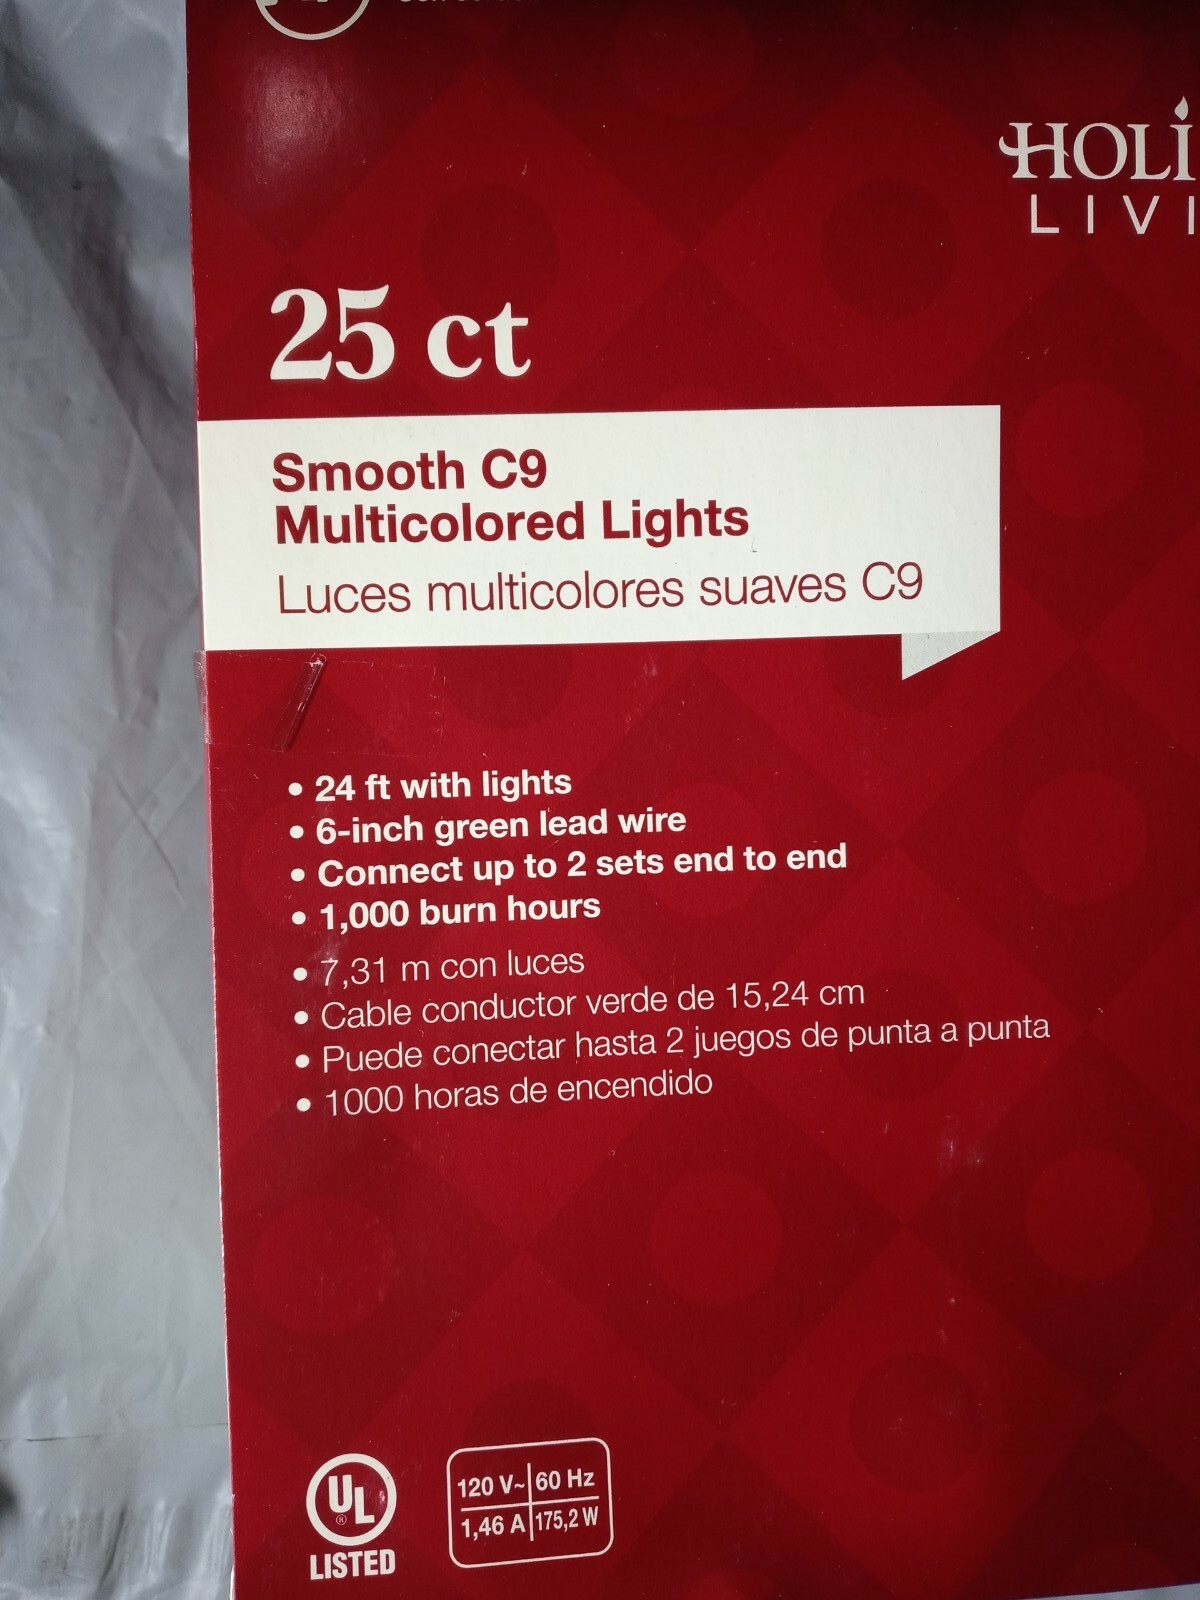 HOLI
LIVI
25 ct
Smooth C9
Multicolored Lights
Luces multicolores suaves C9
• 24 ft with lights
• 6-inch green lead wire
• Connect up to 2 sets end to end
• 1,000 burn hours
• 7,31 m con luces
• Cable conductor verde de 15,24 cm
• Puede conectar hasta 2 juegos de punta a punta
• 1000 horas de encendido
UL
®
LISTED
120 V~ 60 Hz
1,46 A 175,2 W